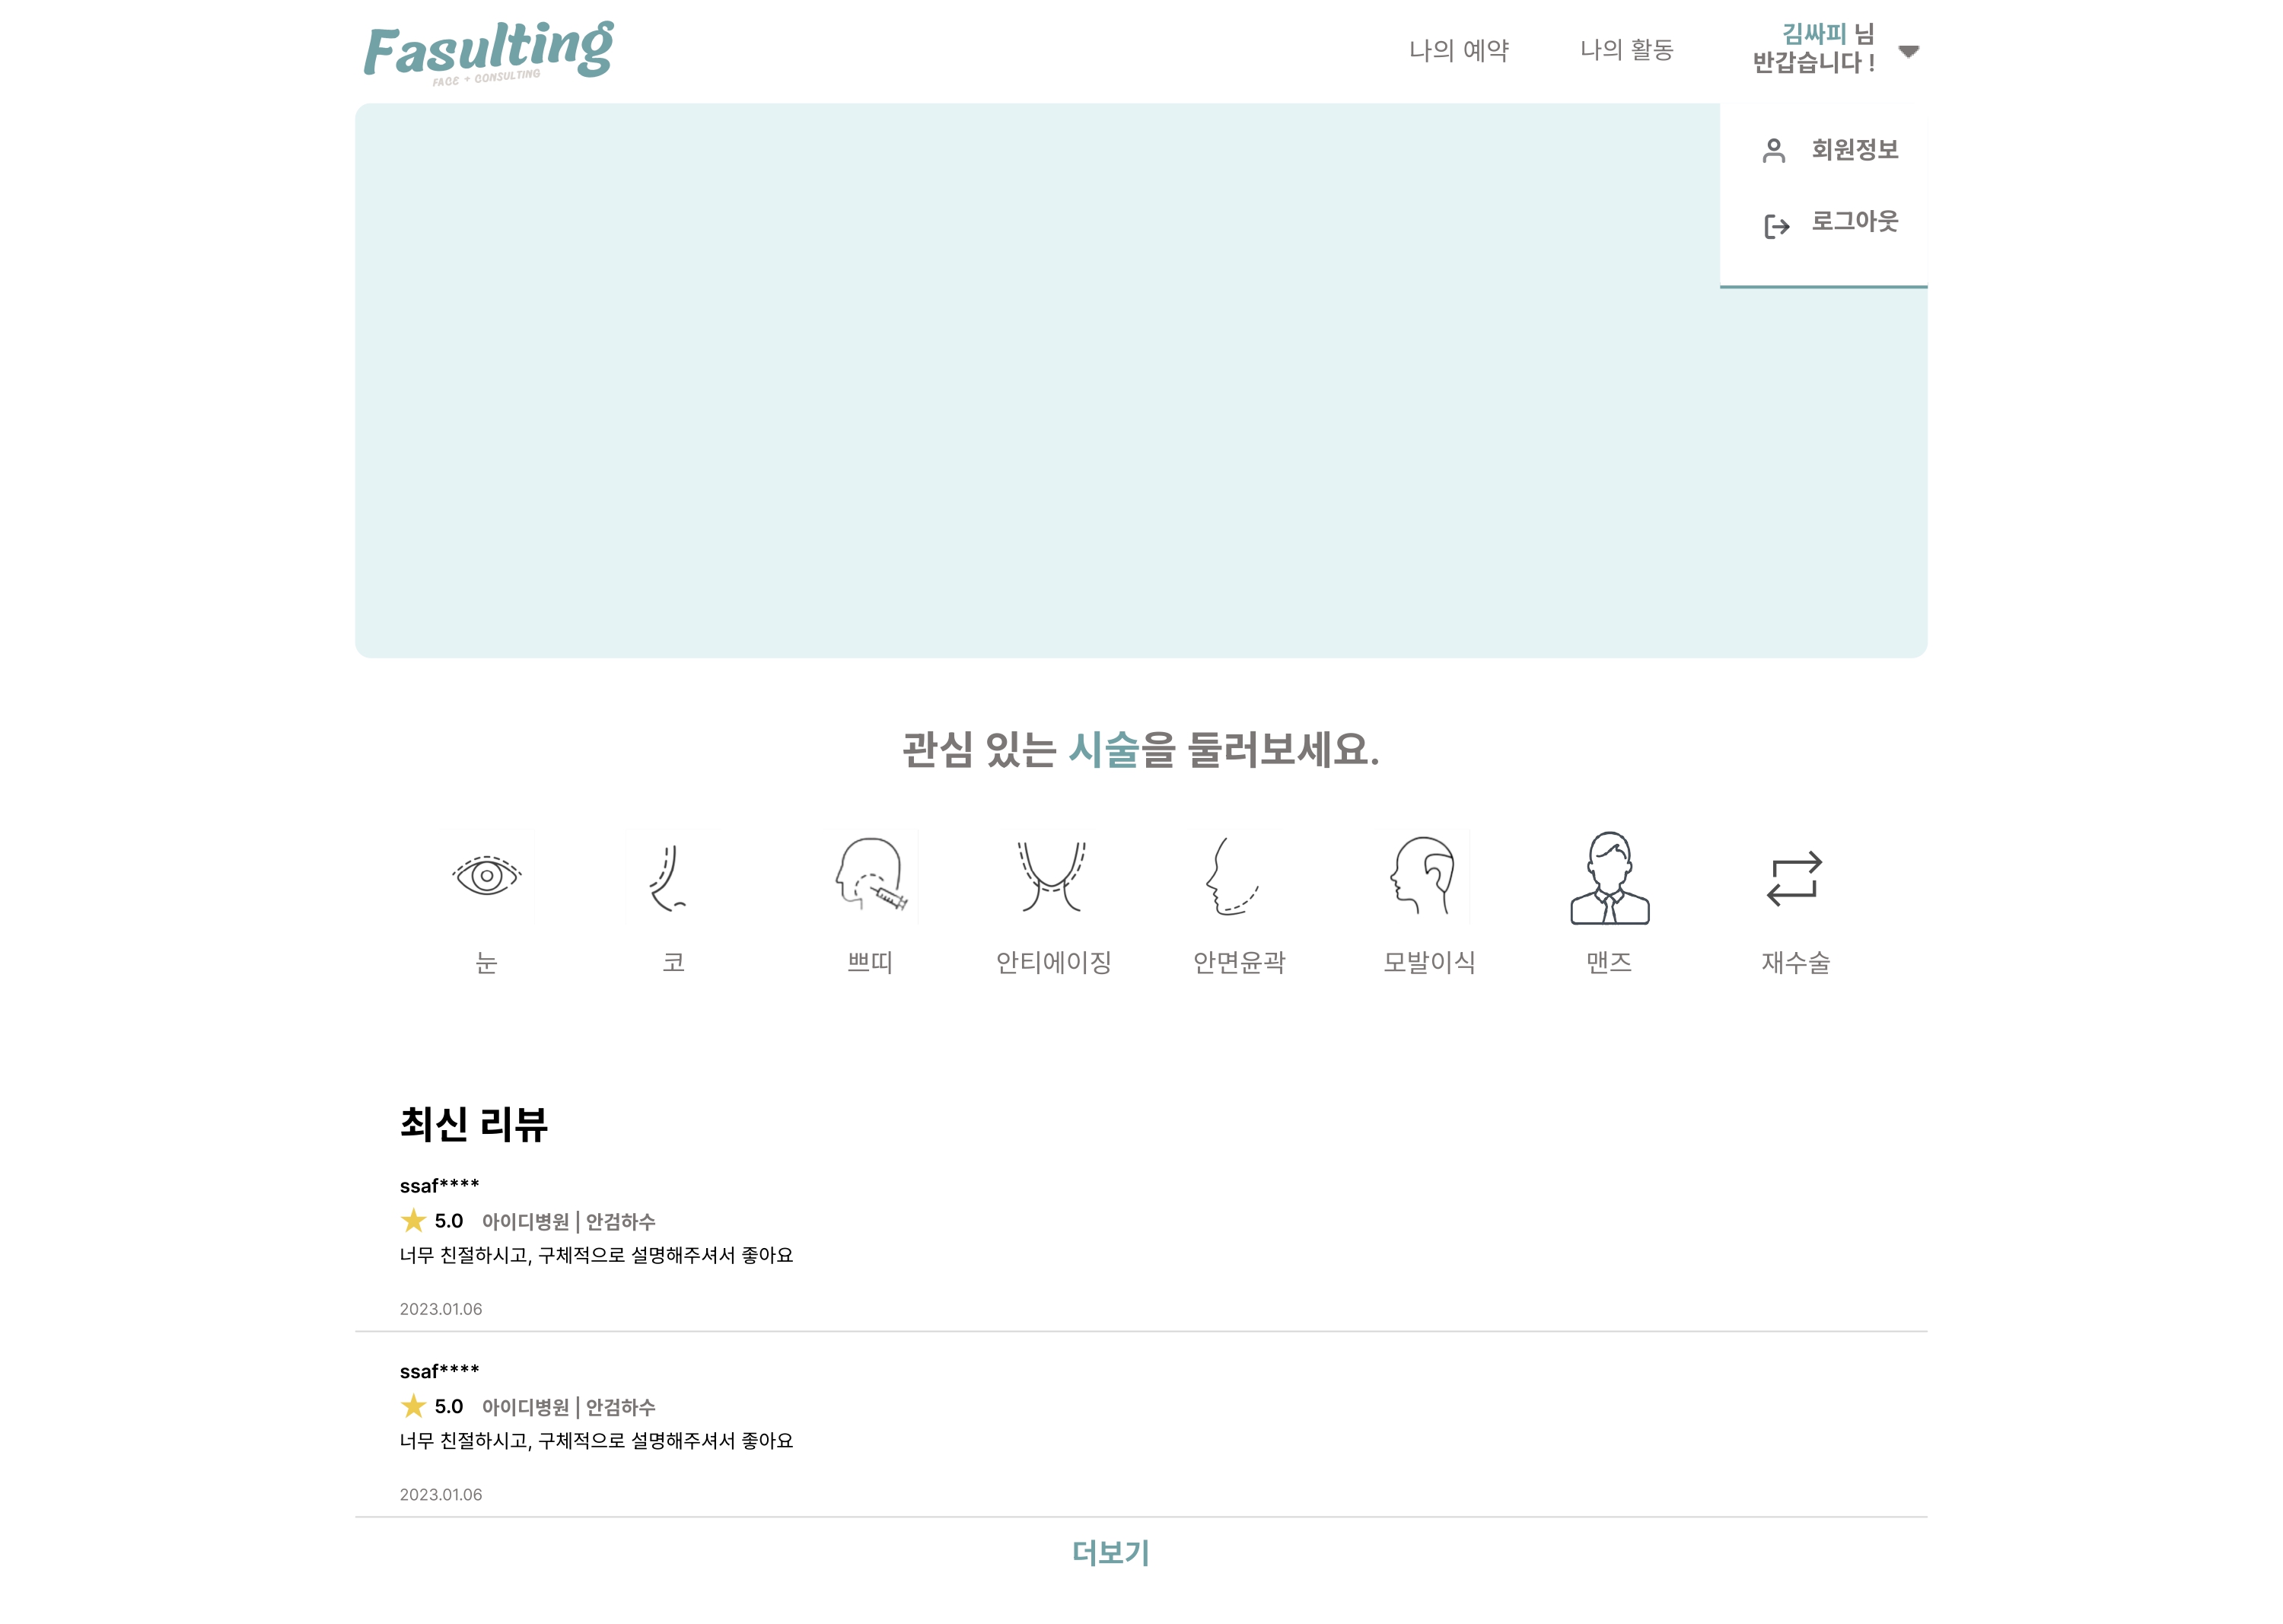 Fasulting
FACE + CONSULTING
나의 예약
나의 활동
김싸피 님
반갑습니다 !
회원정보
로그아웃
관심 있는 시술을 둘러보세요.
눈
코
쁘띠
안티에이징
안면윤곽
모발이식
맨즈
재수술
최신 리뷰
ssaf****
5.0 아이디병원 | 안검하수
너무 친절하시고, 구체적으로 설명해주셔서 좋아요
2023.01.06
ssaf****
5.0 아이디병원 | 안검하수
너무 친절하시고, 구체적으로 설명해주셔서 좋아요
2023.01.06
더보기